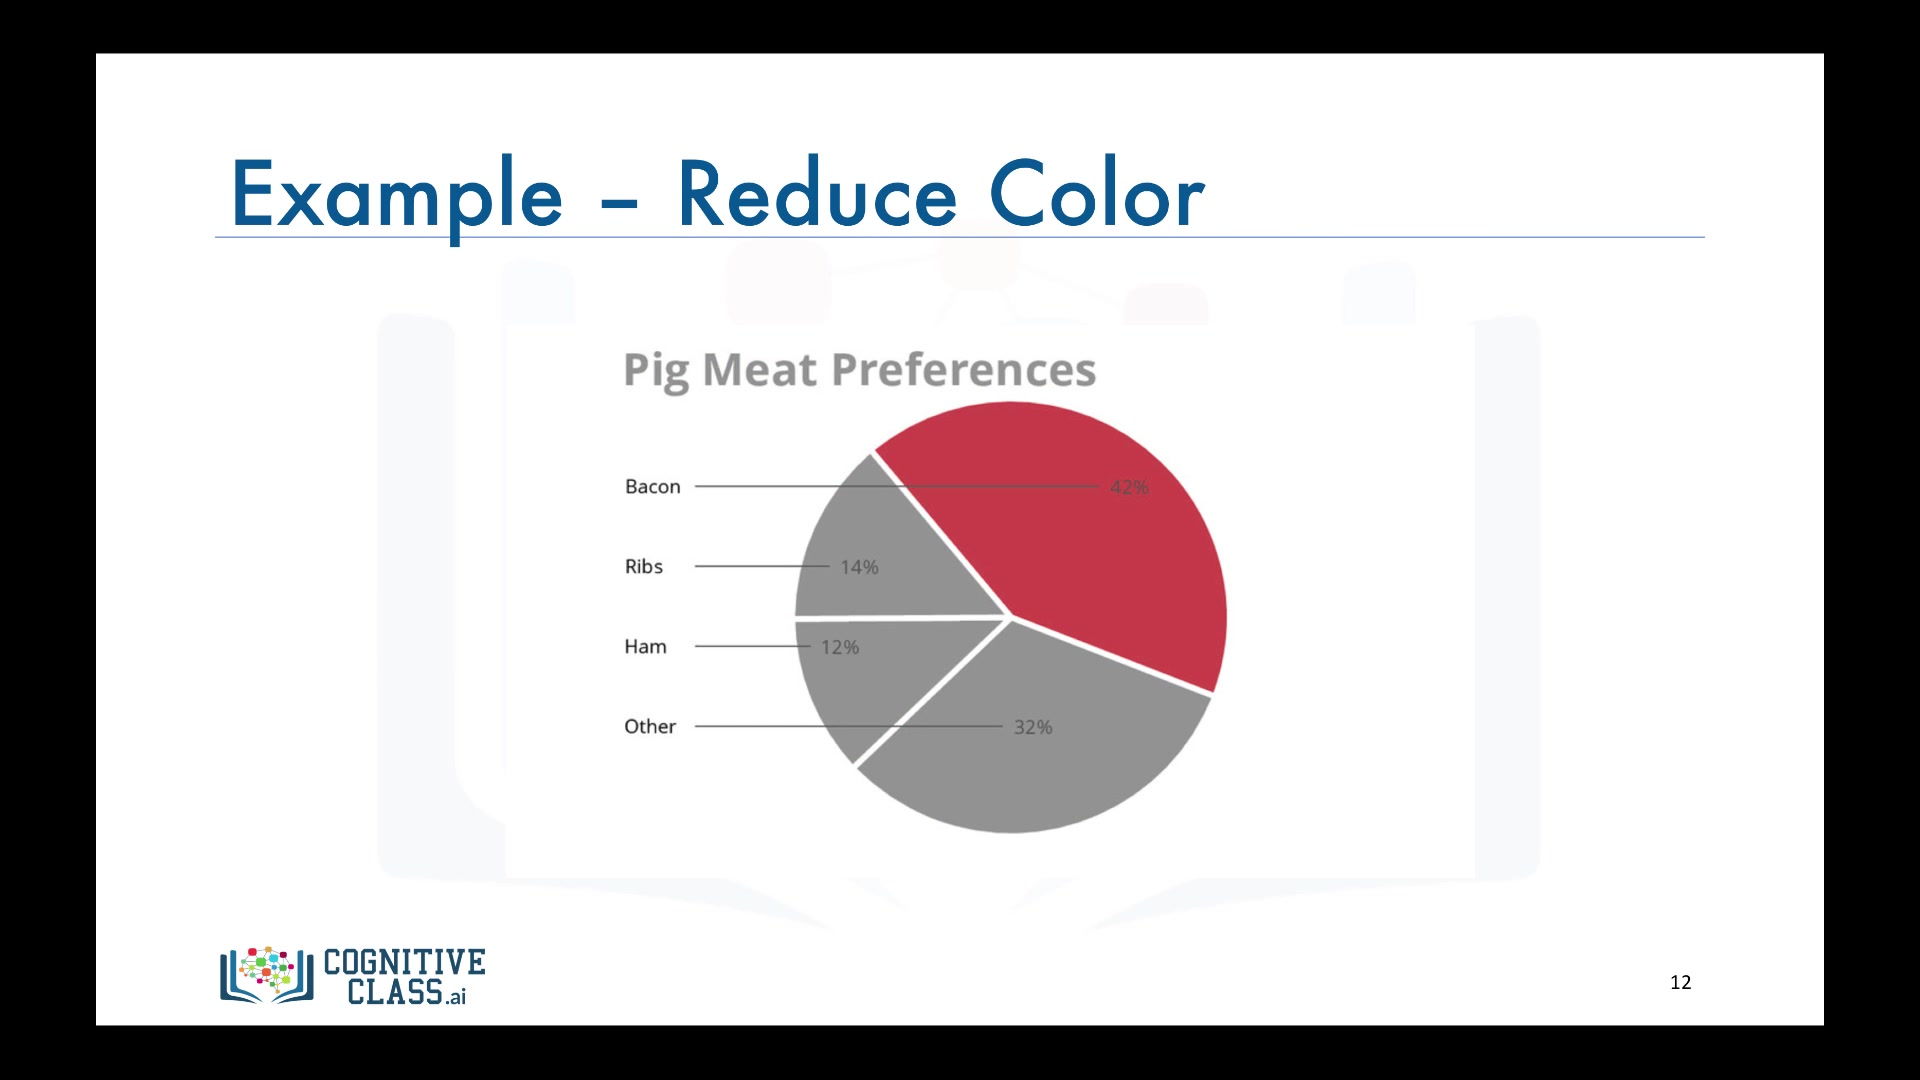 Example – Reduce Color
Pig Meat Preferences
Bacon 42%
Ribs 14%
Ham 12%
Other 32%
COGNITIVE
CLASS.ai
12